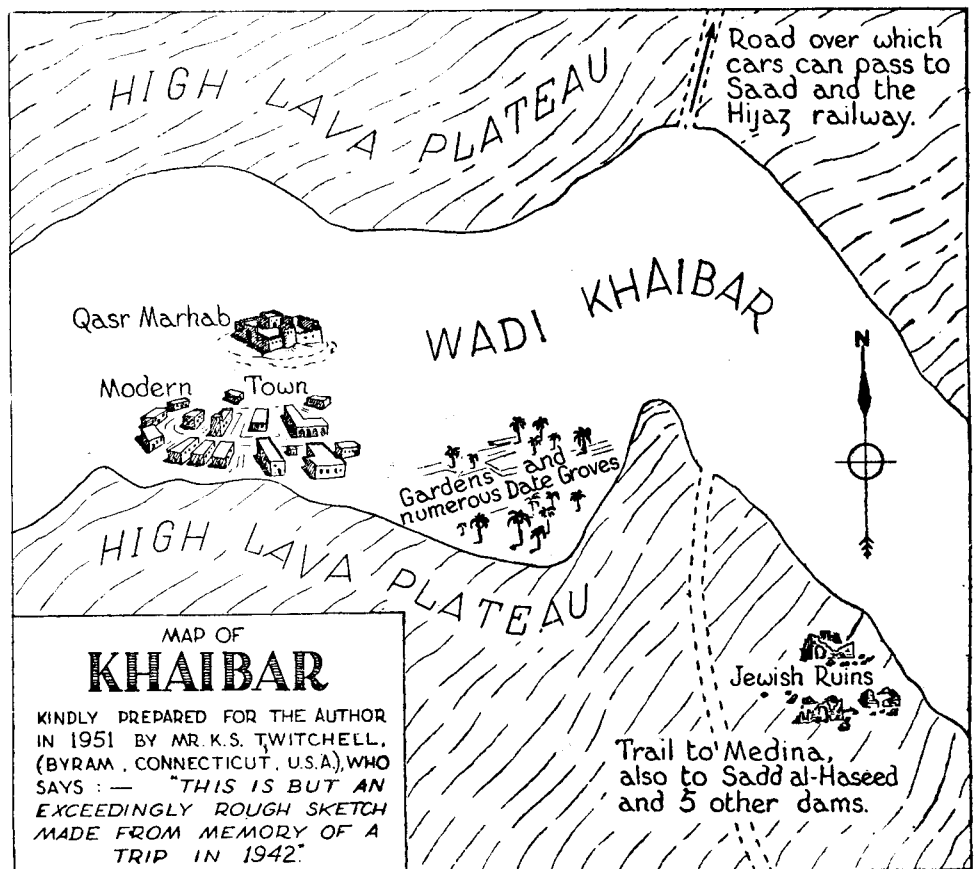 HIGH LAVA PLATEAU
Road over which
cars can pass to
Saad and the
Hijaz railway.
WADI KHAIBAR
Qasr Marhab
Modern Town
N
Gardens and
numerous Date Groves
HIGH LAVA PLATEAU
Jewish Ruins
Trail to Medina,
also to Sadd al-Haseed
and 5 other dams.
MAP OF
KHAIBAR
KINDLY PREPARED FOR THE AUTHOR
IN 1951 BY MR. K.S. TWITCHELL,
(BYRAM, CONNECTICUT, U.S.A.), WHO
SAYS : — "THIS IS BUT AN
EXCEEDINGLY ROUGH SKETCH
MADE FROM MEMORY OF A
TRIP IN 1942."